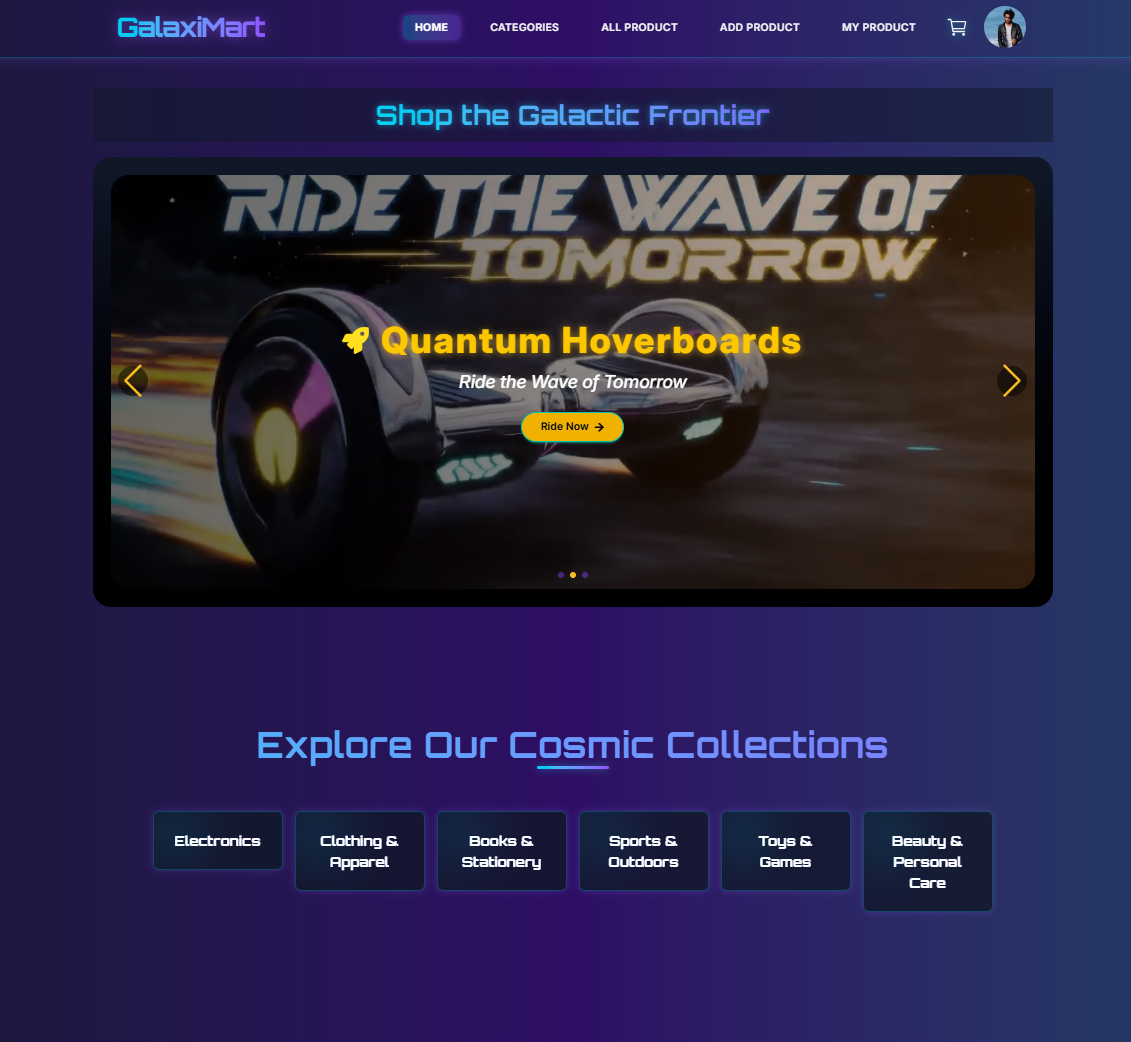 GalaxiMart
HOME
CATEGORIES
ALL PRODUCT
ADD PRODUCT
MY PRODUCT
Shop the Galactic Frontier
RIDE THE WAVE OF
TOMORROW
Quantum Hoverboards
Ride the Wave of Tomorrow
Ride Now
Explore Our Cosmic Collections
Electronics
Clothing &
Apparel
Books &
Stationery
Sports &
Outdoors
Toys &
Games
Beauty &
Personal
Care